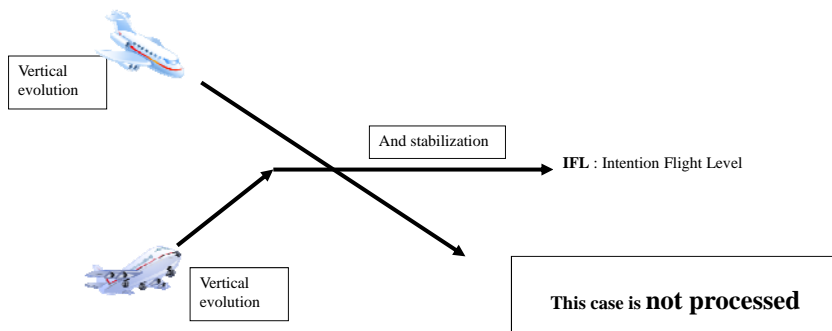 Vertical
evolution
And stabilization
IFL : Intention Flight Level
Vertical
evolution
This case is not processed